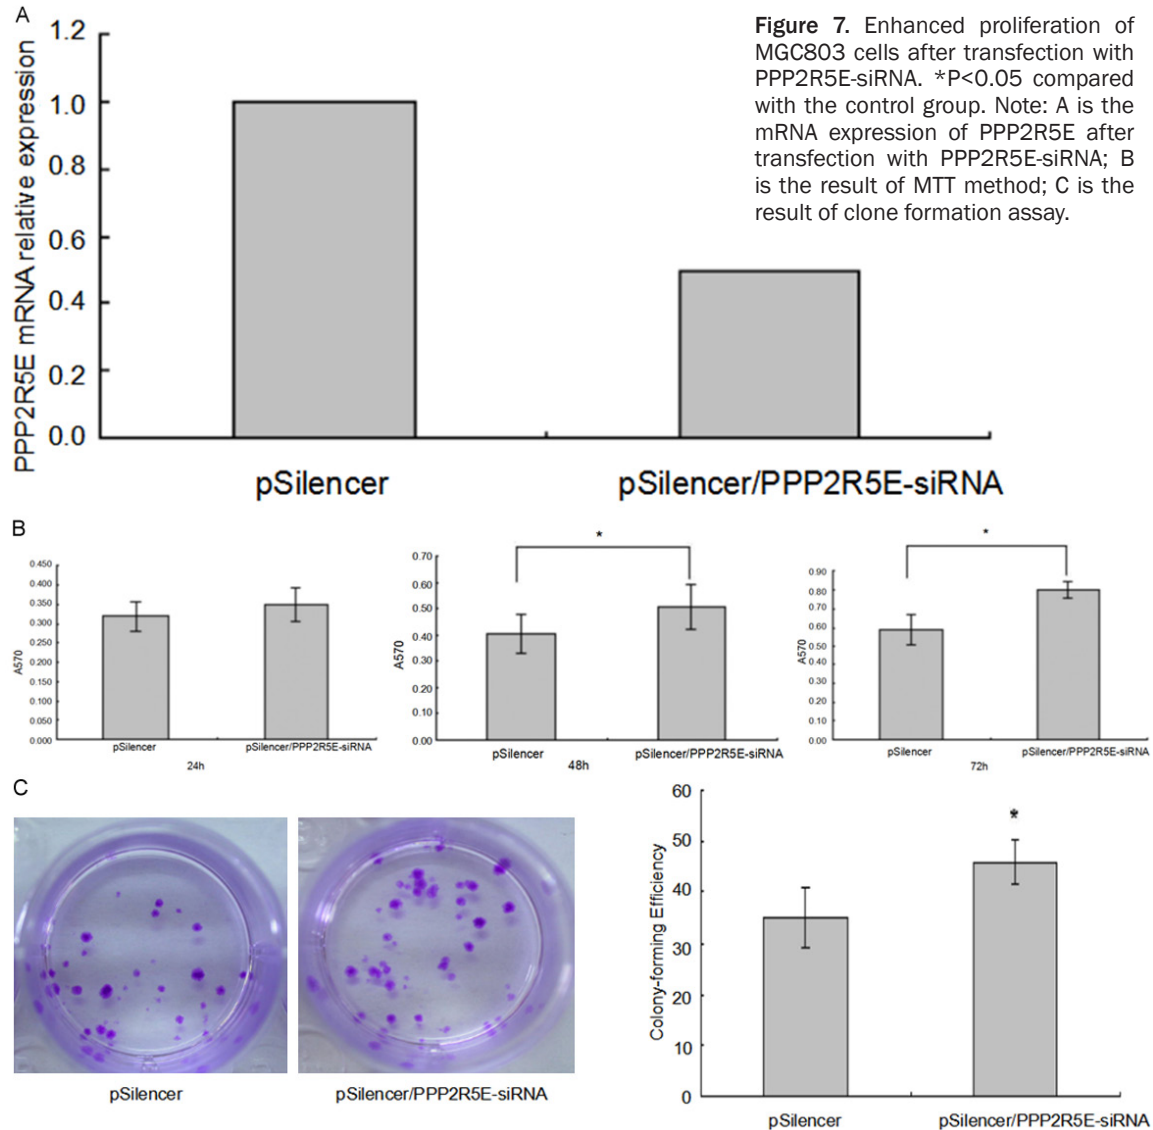 A
Figure 7. Enhanced proliferation of
MGC803 cells after transfection with
PPP2R5E-siRNA. *P<0.05 compared
with the control group. Note: A is the
mRNA expression of PPP2R5E after
transfection with PPP2R5E-siRNA; B
is the result of MTT method; C is the
result of clone formation assay.
PPP2R5E mRNA relative expression
1.2
1.0
0.8
0.6
0.4
0.2
0.0
pSilencer
pSilencer/PPP2R5E-siRNA
B
A570
0.450
0.400
0.350
0.300
0.250
0.200
0.150
0.100
0.050
0.000
pSilencer
pSilencer/PPP2R5E-siRNA
24h
A570
0.70
0.60
0.50
0.40
0.30
0.20
0.10
0.00
*
pSilencer
pSilencer/PPP2R5E-siRNA
48h
A570
0.90
0.80
0.70
0.60
0.50
0.40
0.30
0.20
0.10
0.00
*
pSilencer
pSilencer/PPP2R5E-siRNA
72h
C
pSilencer
pSilencer/PPP2R5E-siRNA
Colony-forming Efficiency
60
50
40
30
20
10
0
*
pSilencer
pSilencer/PPP2R5E-siRNA